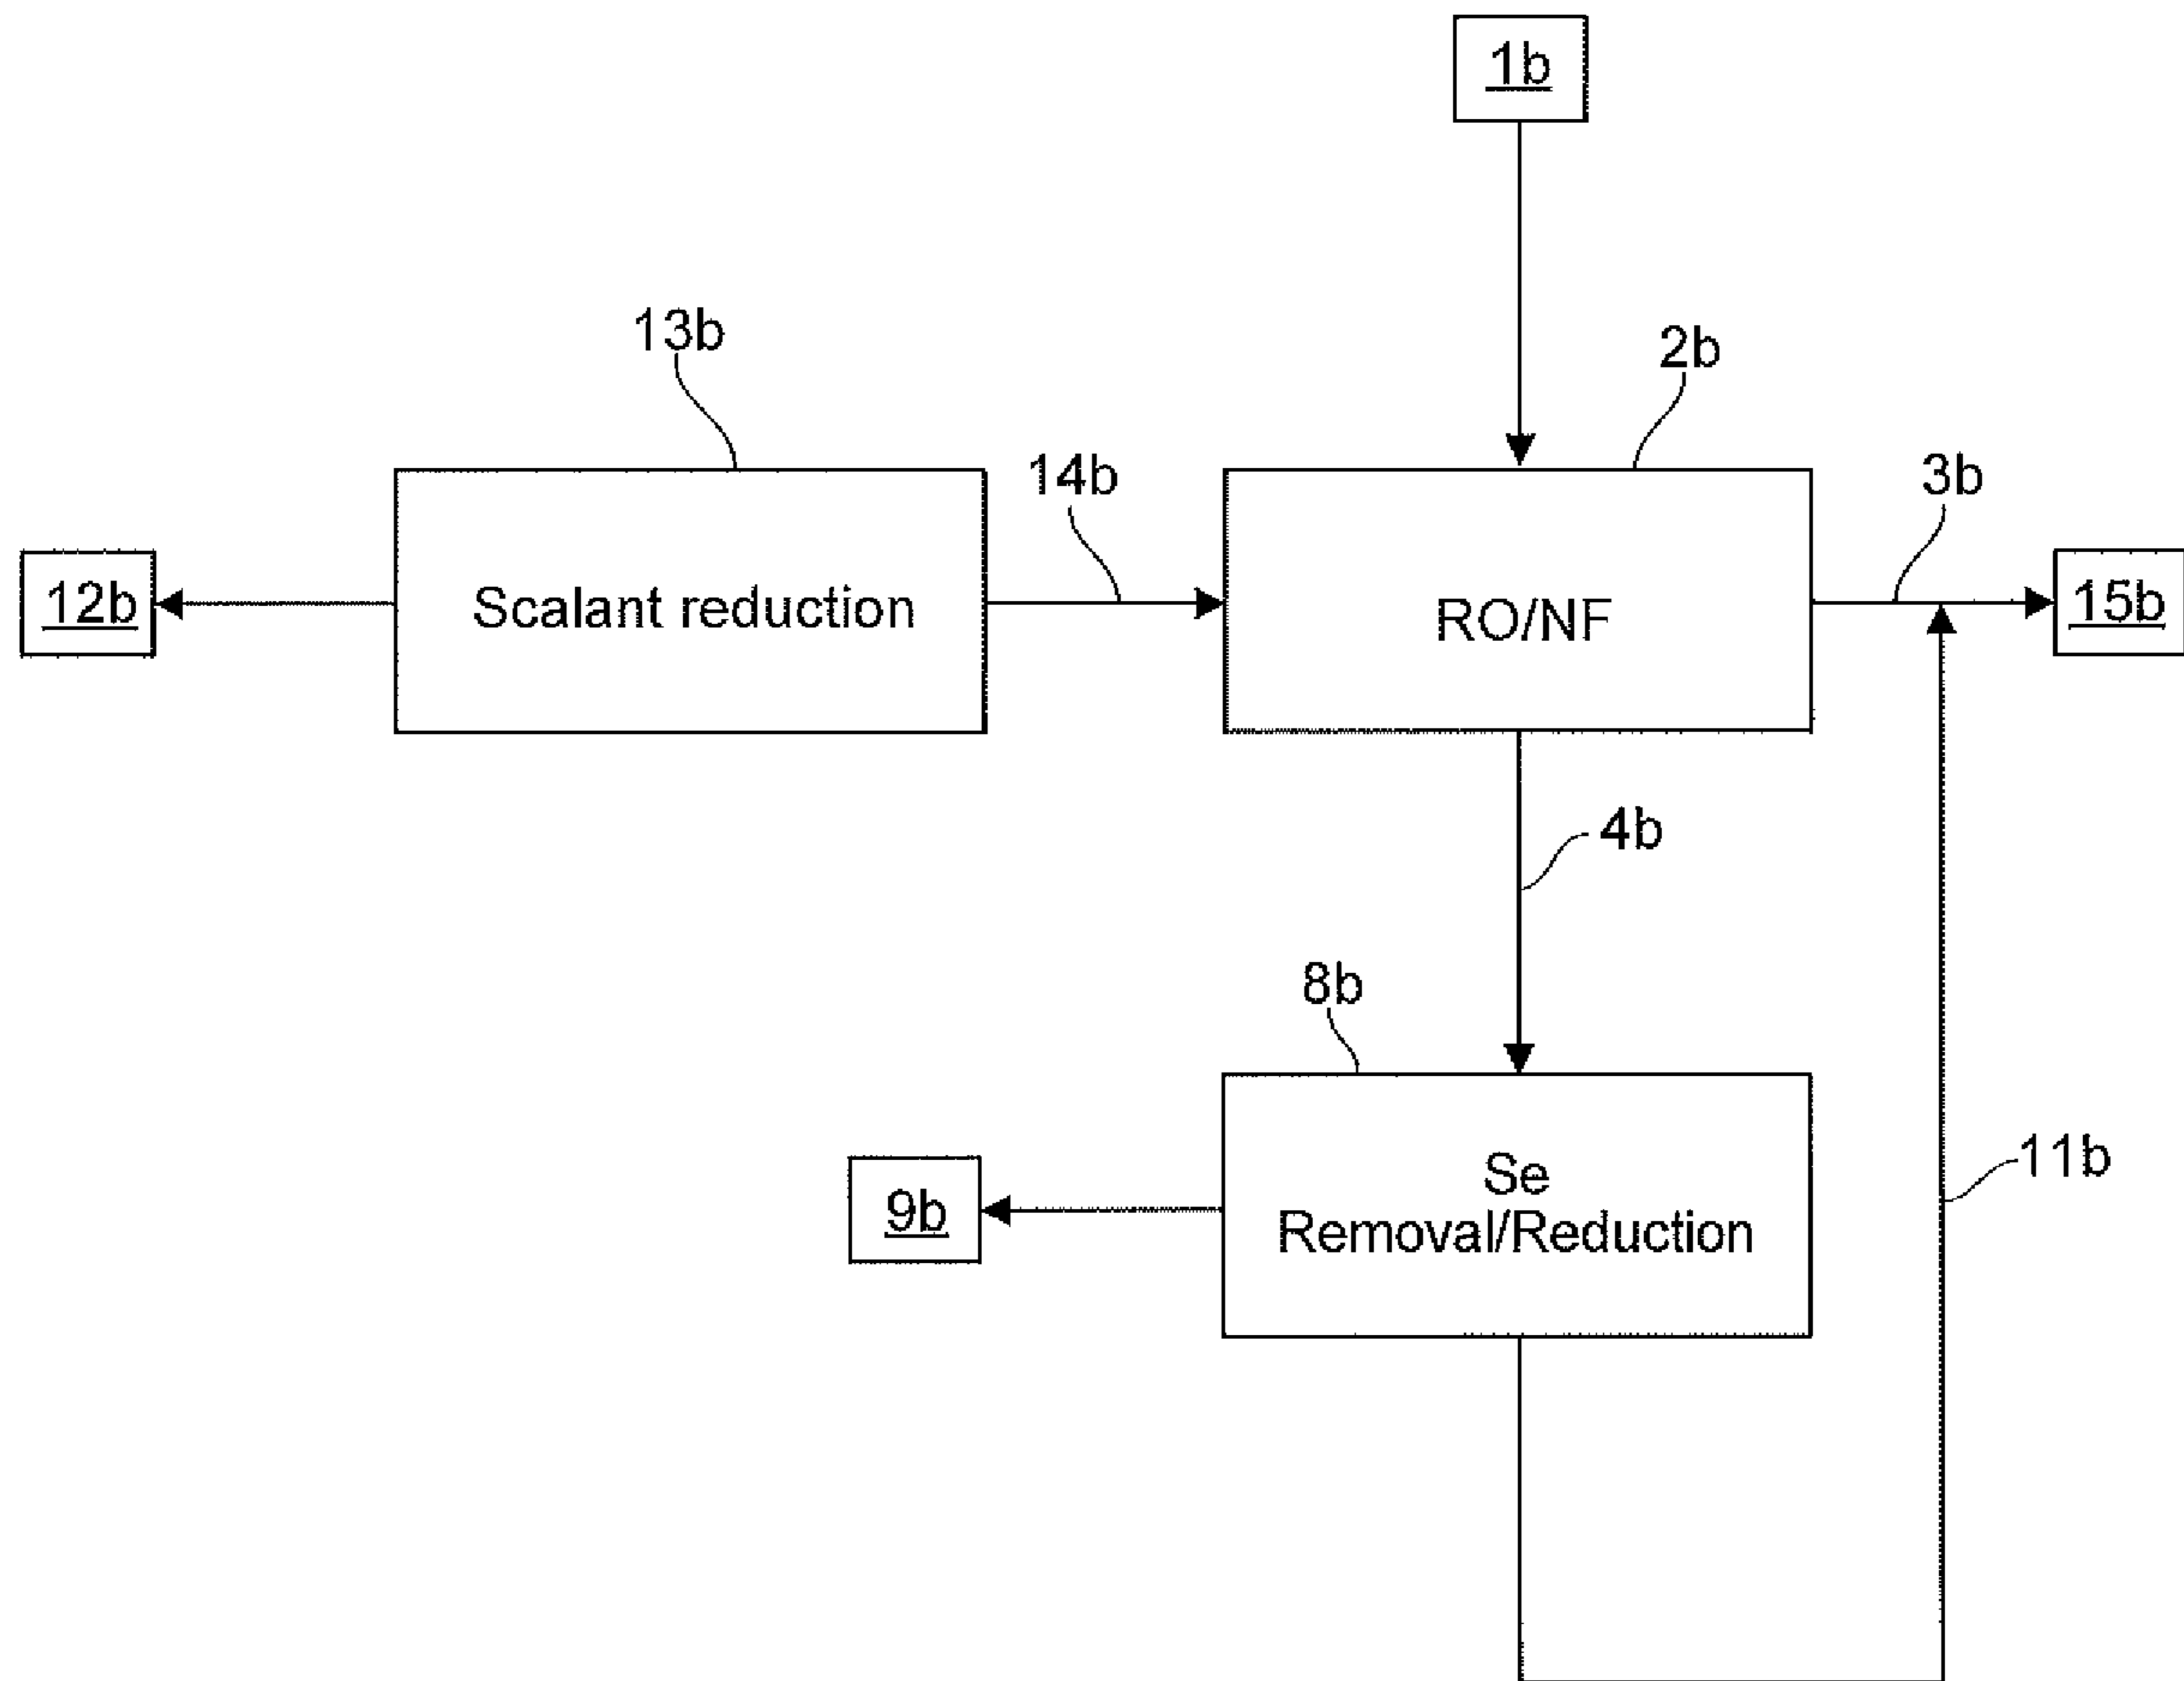 1b
13b
2b
14b
3b
12b
Scalant reduction
RO/NF
15b
4b
8b
11b
9b
Se
Removal/Reduction